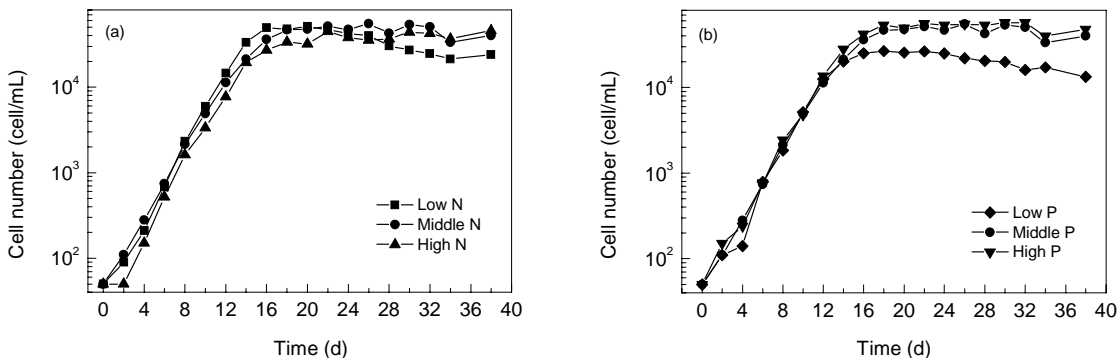 (a)
Cell number (cell/mL)
10^4
10^3
10^2
Low N
Middle N
High N
0 4 8 12 16 20 24 28 32 36 40
Time (d)
(b)
Cell number (cell/mL)
10^4
10^3
10^2
Low P
Middle P
High P
0 4 8 12 16 20 24 28 32 36 40
Time (d)